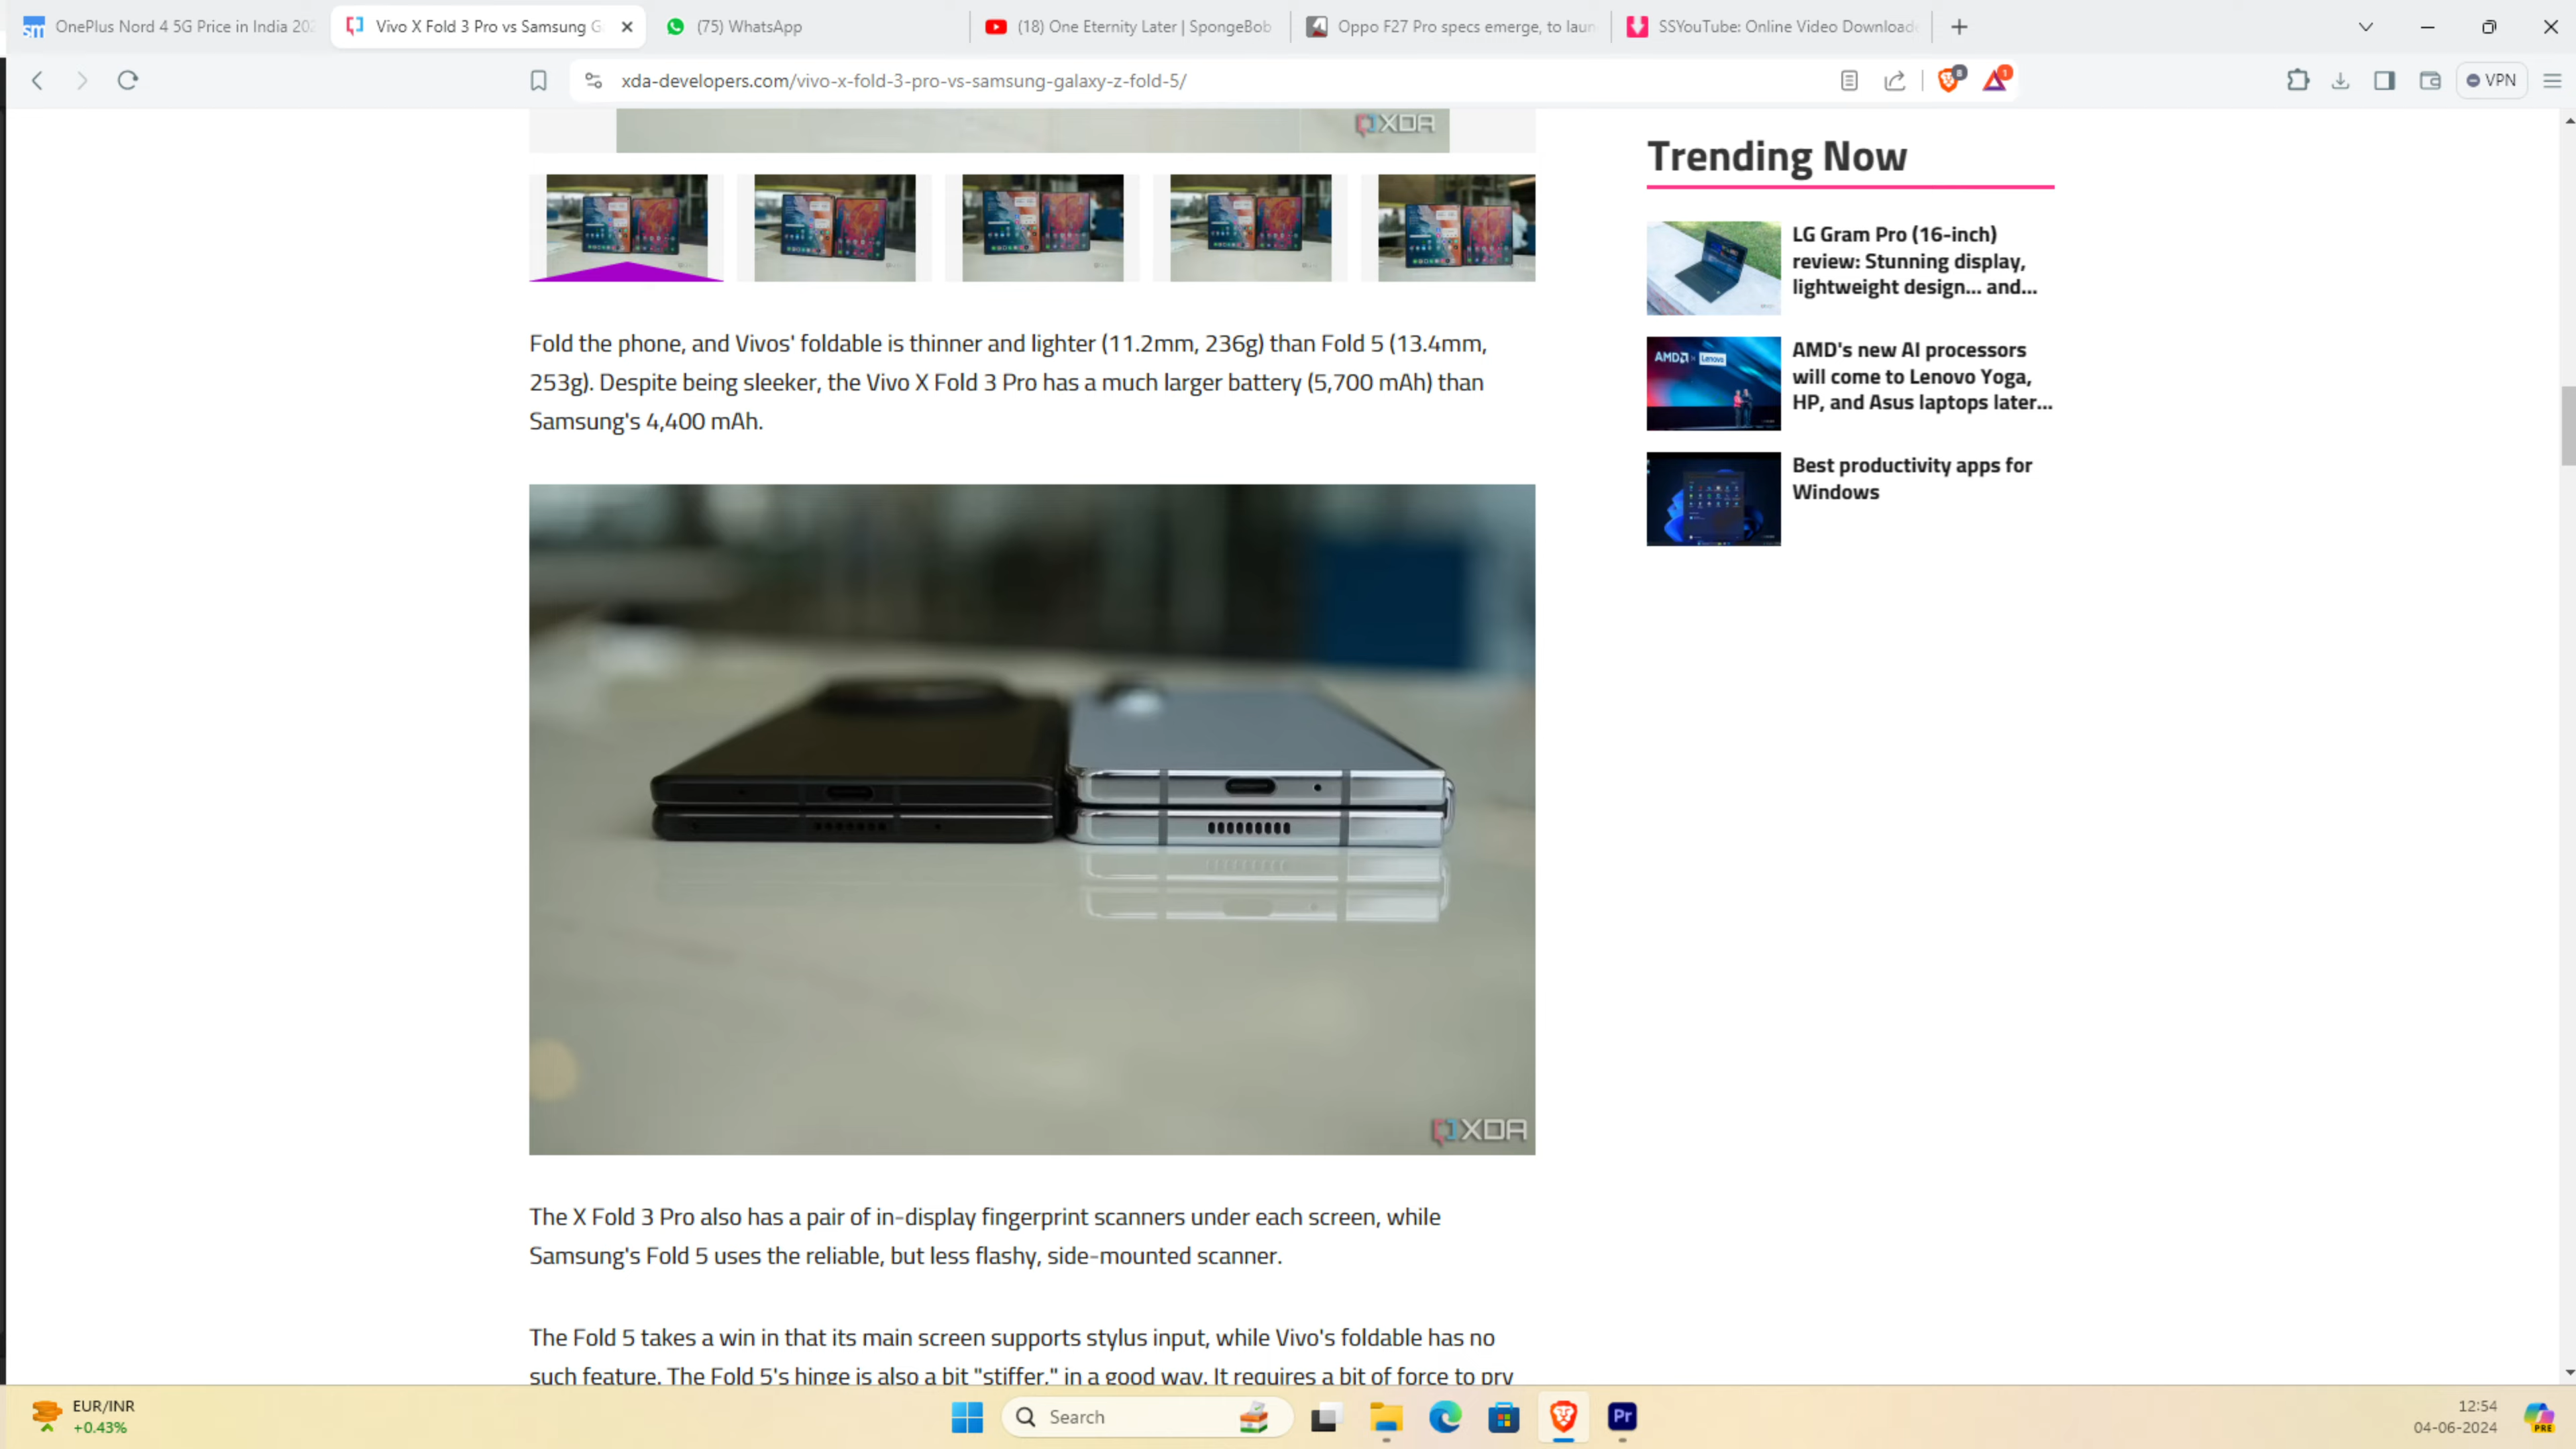 OnePlus Nord 4 5G Price in India 202
Vivo X Fold 3 Pro vs Samsung G
(75) WhatsApp
(18) One Eternity Later | SpongeBob
Oppo F27 Pro specs emerge, to laun
SSYouTube: Online Video Downloade
xda-developers.com/vivo-x-fold-3-pro-vs-samsung-galaxy-z-fold-5/
8
1
VPN
XDA
Trending Now
LG Gram Pro (16-inch)
review: Stunning display,
lightweight design... and...
AMD
Lenovo
AMD's new AI processors
will come to Lenovo Yoga,
HP, and Asus laptops later...
Best productivity apps for
Windows
Fold the phone, and Vivos' foldable is thinner and lighter (11.2mm, 236g) than Fold 5 (13.4mm,
253g). Despite being sleeker, the Vivo X Fold 3 Pro has a much larger battery (5,700 mAh) than
Samsung's 4,400 mAh.
XDA
The X Fold 3 Pro also has a pair of in-display fingerprint scanners under each screen, while
Samsung's Fold 5 uses the reliable, but less flashy, side-mounted scanner.
The Fold 5 takes a win in that its main screen supports stylus input, while Vivo's foldable has no
such feature. The Fold 5's hinge is also a bit "stiffer," in a good way. It requires a bit of force to pry
EUR/INR
+0.43%
Search
Pr
12:54
04-06-2024
PRE